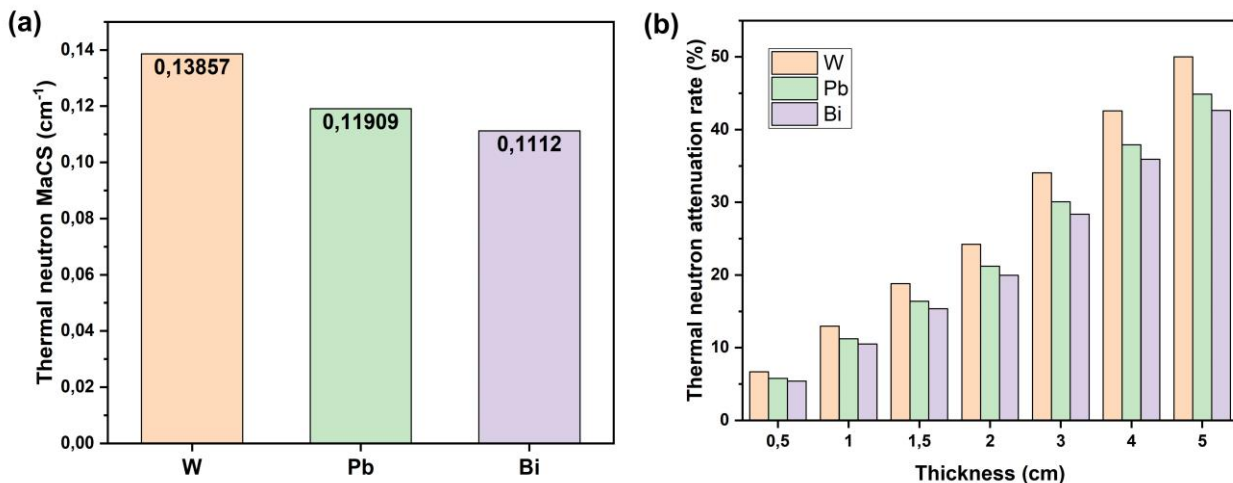 (a)
Thermal neutron MaCS (cm⁻¹)
0,14
0,12
0,10
0,08
0,06
0,04
0,02
0,00
0,13857
0,11909
0,1112
W
Pb
Bi
(b)
Thermal neutron attenuation rate (%)
50
40
30
20
10
0
W
Pb
Bi
0,5 1 1,5 2 3 4 5
Thickness (cm)